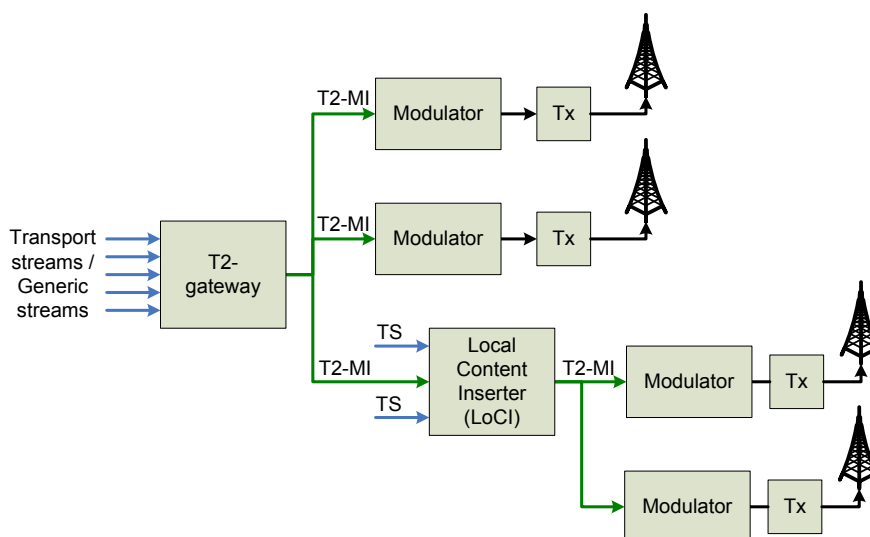 T2-MI
Modulator
Tx
T2-MI
Modulator
Tx
Transport
streams /
Generic
streams
T2-
gateway
TS
T2-MI
TS
Local
Content
Inserter
(LoCI)
T2-MI
Modulator
Tx
Modulator
Tx